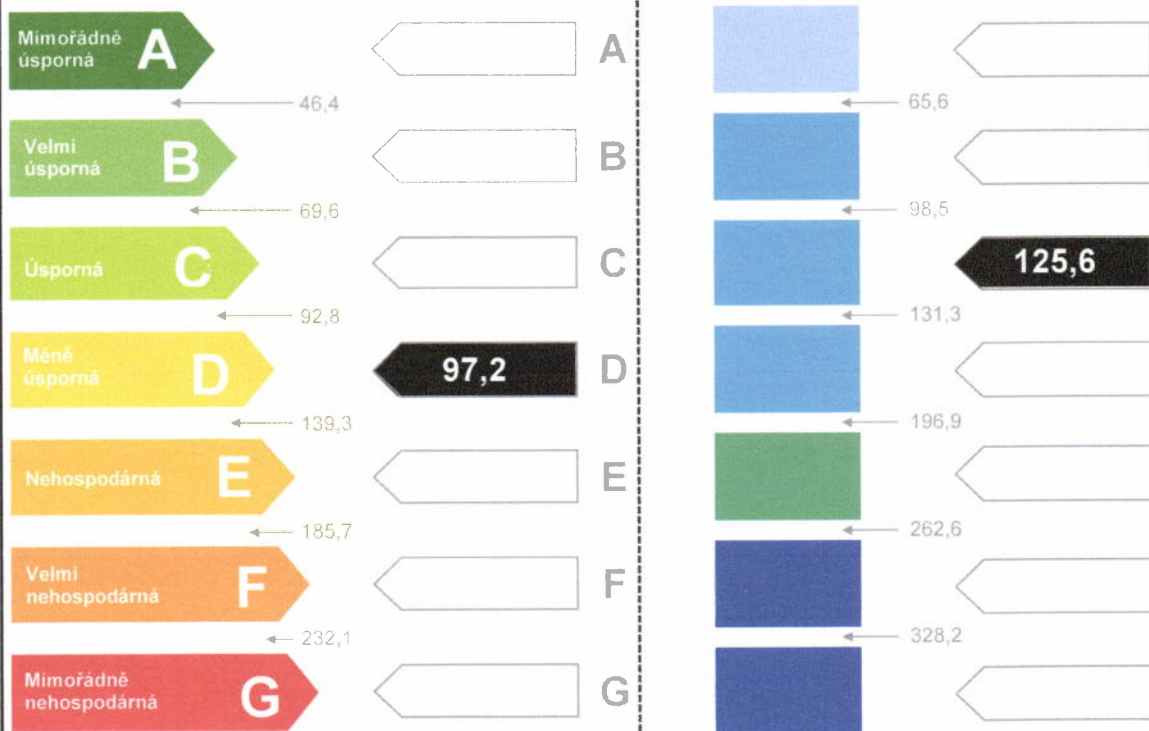 Mimořádně
úsporná
A
A
46,4
65,6
Velmi
úsporná
B
B
69,6
98,5
Úsporná
C
C
125,6
92,8
131,3
Méně
úsporná
D
97,2
D
139,3
196,9
Nehospodárná
E
E
185,7
262,6
Velmi
nehospodárná
F
F
232,1
328,2
Mimořádně
nehospodárná
G
G